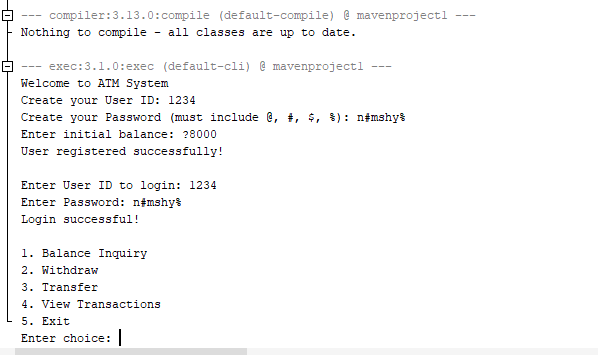 --- compiler:3.13.0:compile (default-compile) @ mavenproject1 ---
Nothing to compile - all classes are up to date.
--- exec:3.1.0:exec (default-cli) @ mavenproject1 ---
Welcome to ATM System
Create your User ID: 1234
Create your Password (must include @, #, $, %): n#mshy%
Enter initial balance: ?8000
User registered successfully!
Enter User ID to login: 1234
Enter Password: n#mshy%
Login successful!
1. Balance Inquiry
2. Withdraw
3. Transfer
4. View Transactions
5. Exit
Enter choice: